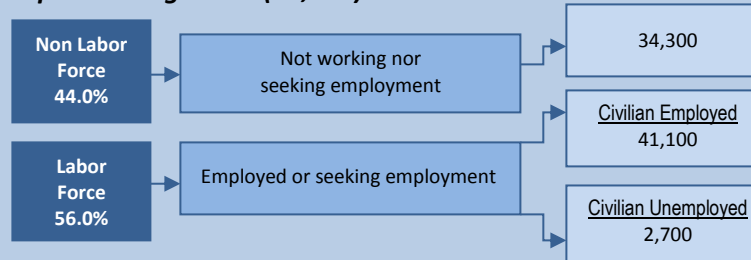 Non Labor
Force
44.0%
Not working nor
seeking employment
34,300
Civilian Employed
41,100
Labor
Force
56.0%
Employed or seeking employment
Civilian Unemployed
2,700